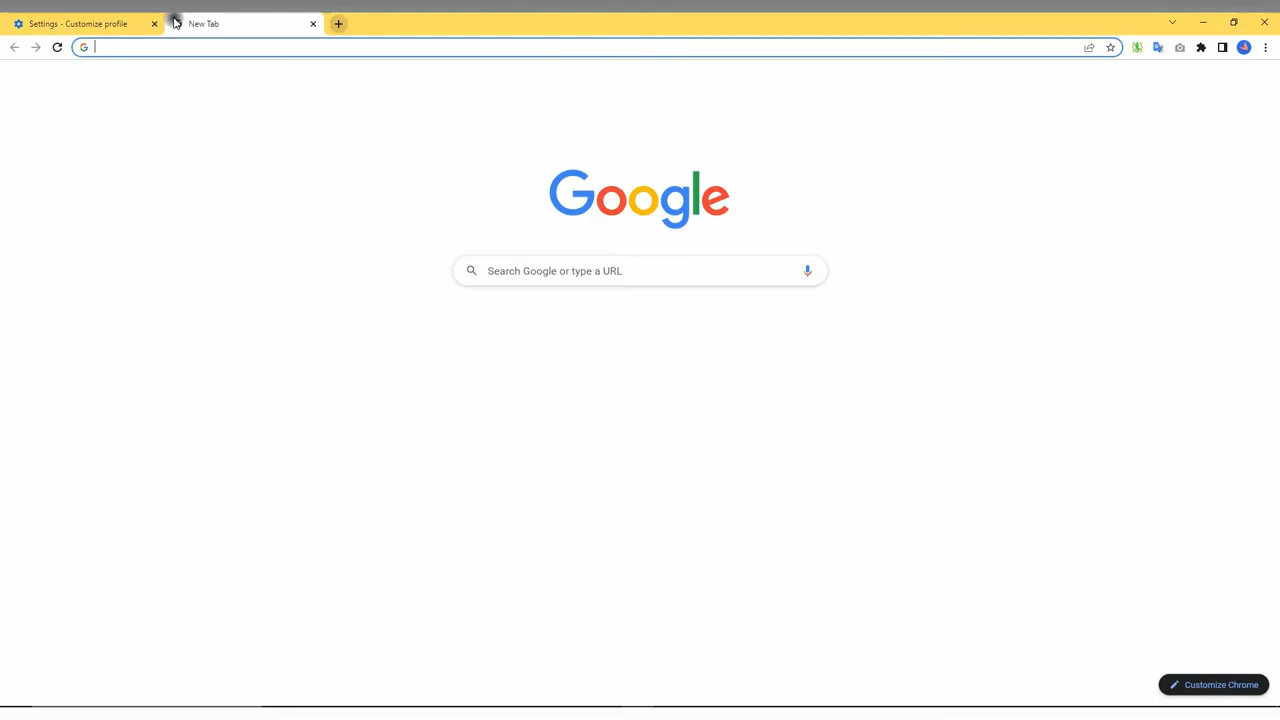 Settings - Customize profile
New Tab
Google
Search Google or type a URL
Customize Chrome